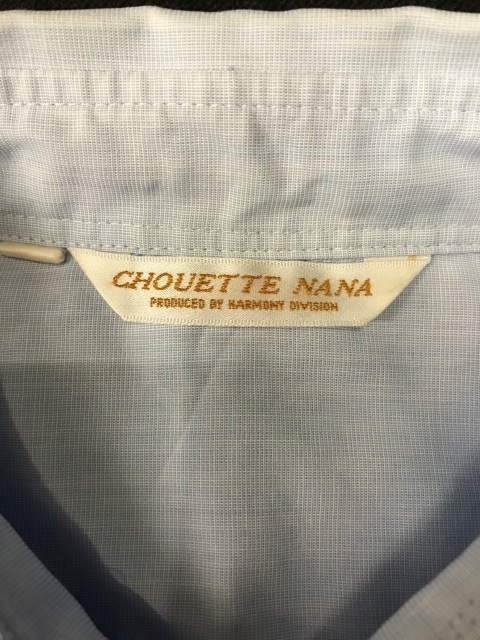 CHOUETTE NANA
PRODUCED BY HARMONY DIVISION